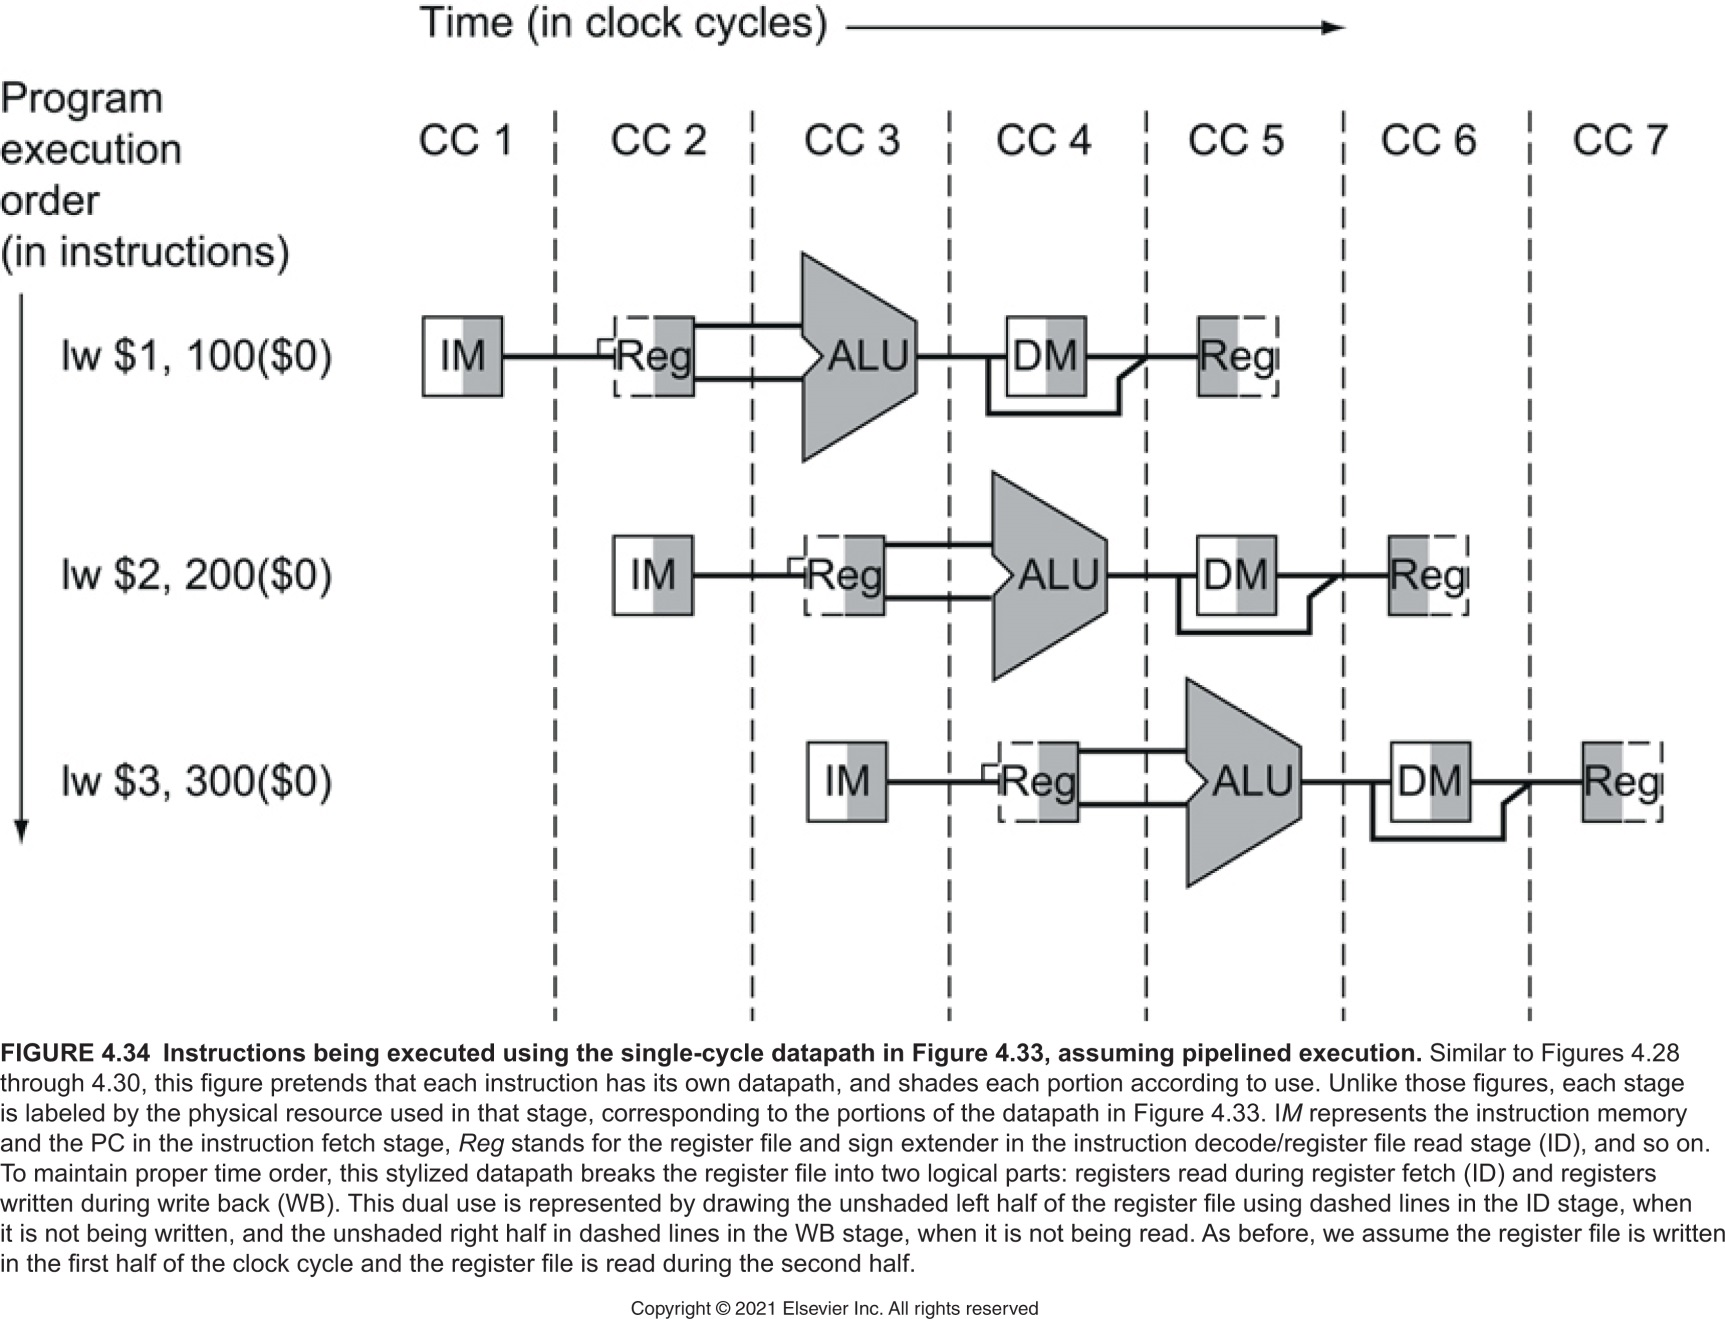 Time (in clock cycles)
Program
execution
order
(in instructions)
CC 1 CC 2 CC 3 CC 4 CC 5 CC 6 CC 7
lw $1, 100($0) IM Reg ALU DM Reg
lw $2, 200($0) IM Reg ALU DM Reg
lw $3, 300($0) IM Reg ALU DM Reg
FIGURE 4.34 Instructions being executed using the single-cycle datapath in Figure 4.33, assuming pipelined execution. Similar to Figures 4.28
through 4.30, this figure pretends that each instruction has its own datapath, and shades each portion according to use. Unlike those figures, each stage
is labeled by the physical resource used in that stage, corresponding to the portions of the datapath in Figure 4.33. IM represents the instruction memory
and the PC in the instruction fetch stage, Reg stands for the register file and sign extender in the instruction decode/register file read stage (ID), and so on.
To maintain proper time order, this stylized datapath breaks the register file into two logical parts: registers read during register fetch (ID) and registers
written during write back (WB). This dual use is represented by drawing the unshaded left half of the register file using dashed lines in the ID stage, when
it is not being written, and the unshaded right half in dashed lines in the WB stage, when it is not being read. As before, we assume the register file is written
in the first half of the clock cycle and the register file is read during the second half.
Copyright © 2021 Elsevier Inc. All rights reserved